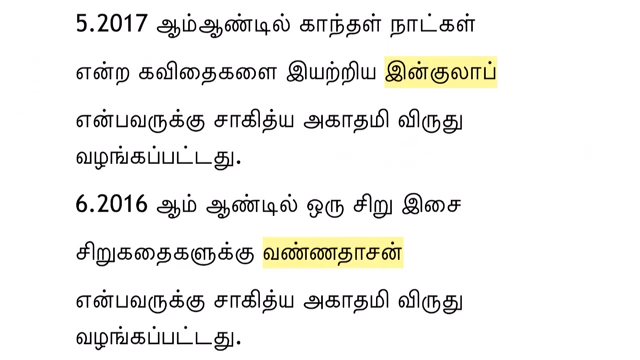 5.2017 ஆம்ஆண்டில் காந்தள் நாட்கள்
என்ற கவிதைகளை இயற்றிய இன்குலாப்
என்பவருக்கு சாகித்ய அகாதமி விருது
வழங்கப்பட்டது.
6.2016 ஆம் ஆண்டில் ஒரு சிறு இசை
சிறுகதைகளுக்கு வண்ணதாசன்
என்பவருக்கு சாகித்ய அகாதமி விருது
வழங்கப்பட்டது.